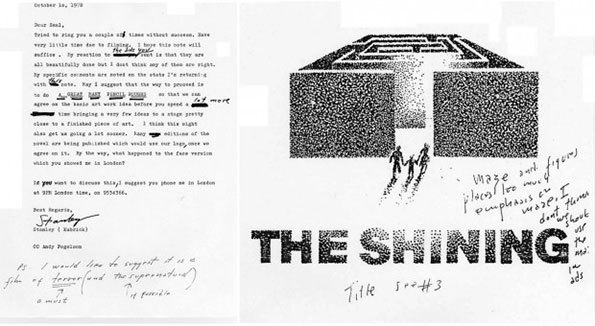 October 1o, 1978
Dear Saul,
Tried to ring you a couple of times without success. Have
very little time due to filming. I hope this note will
suffice. My reaction to sent is that they are
all beautifully done but I dont think any of them are right.
My specific comments are noted on the stats I'm returning
with this note. May I suggest that the way to proceed is
to do A GREAT MANY PENCIL ROUGHS so that we can
agree on the basic art work idea before you spend a lot more
time bringing a very few ideas to a stage pretty
close to a finished piece of art. I think this might
also get us going a lot sooner. Many editions of the
novel are being published which would use our logo once we
agree on it. By the way, what happened to the face version
which you showed me in London?
If you want to discuss this, I suggest you phone me in London
at London time, on 9534366.
Best Regards,
Stanley
Stanley ( Kubrick)
CC Andy Fogelson
PS I would like to suggest it is a
film of terror (and the supernatural)
a must
if possible
maze and figures
places too much
emphasis on
maze. I
dont think
we should
use the
maze
in
ads
THE SHINING
Title see #3